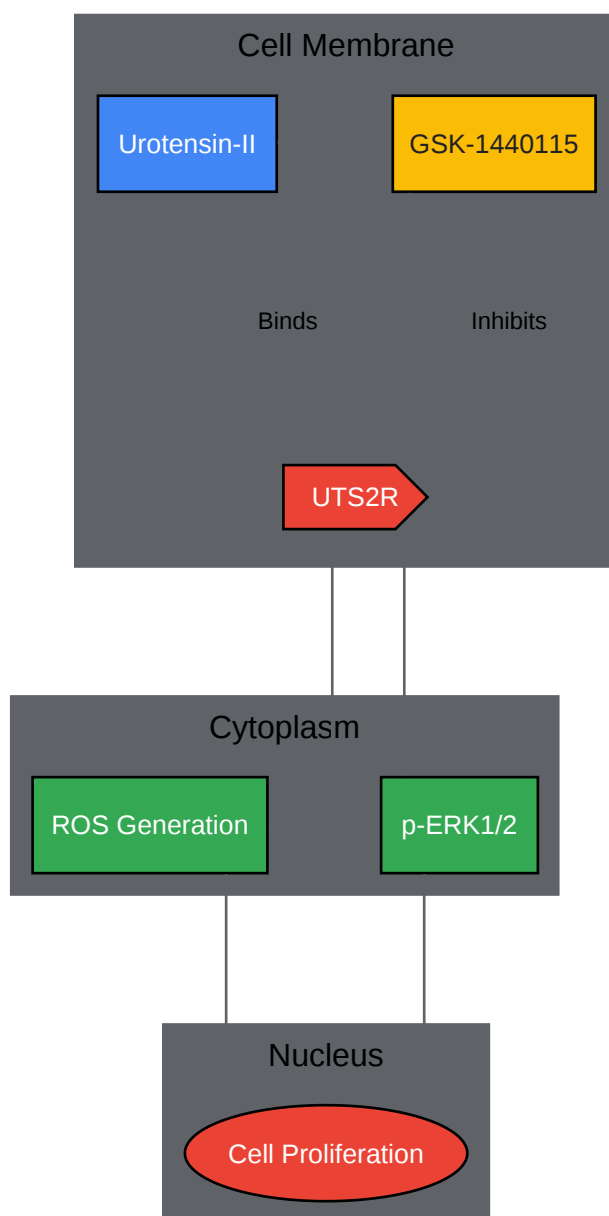 Cell Membrane
Urotensin-II
GSK-1440115
Binds
Inhibits
UTS2R
Cytoplasm
ROS Generation
p-ERK1/2
Nucleus
Cell Proliferation